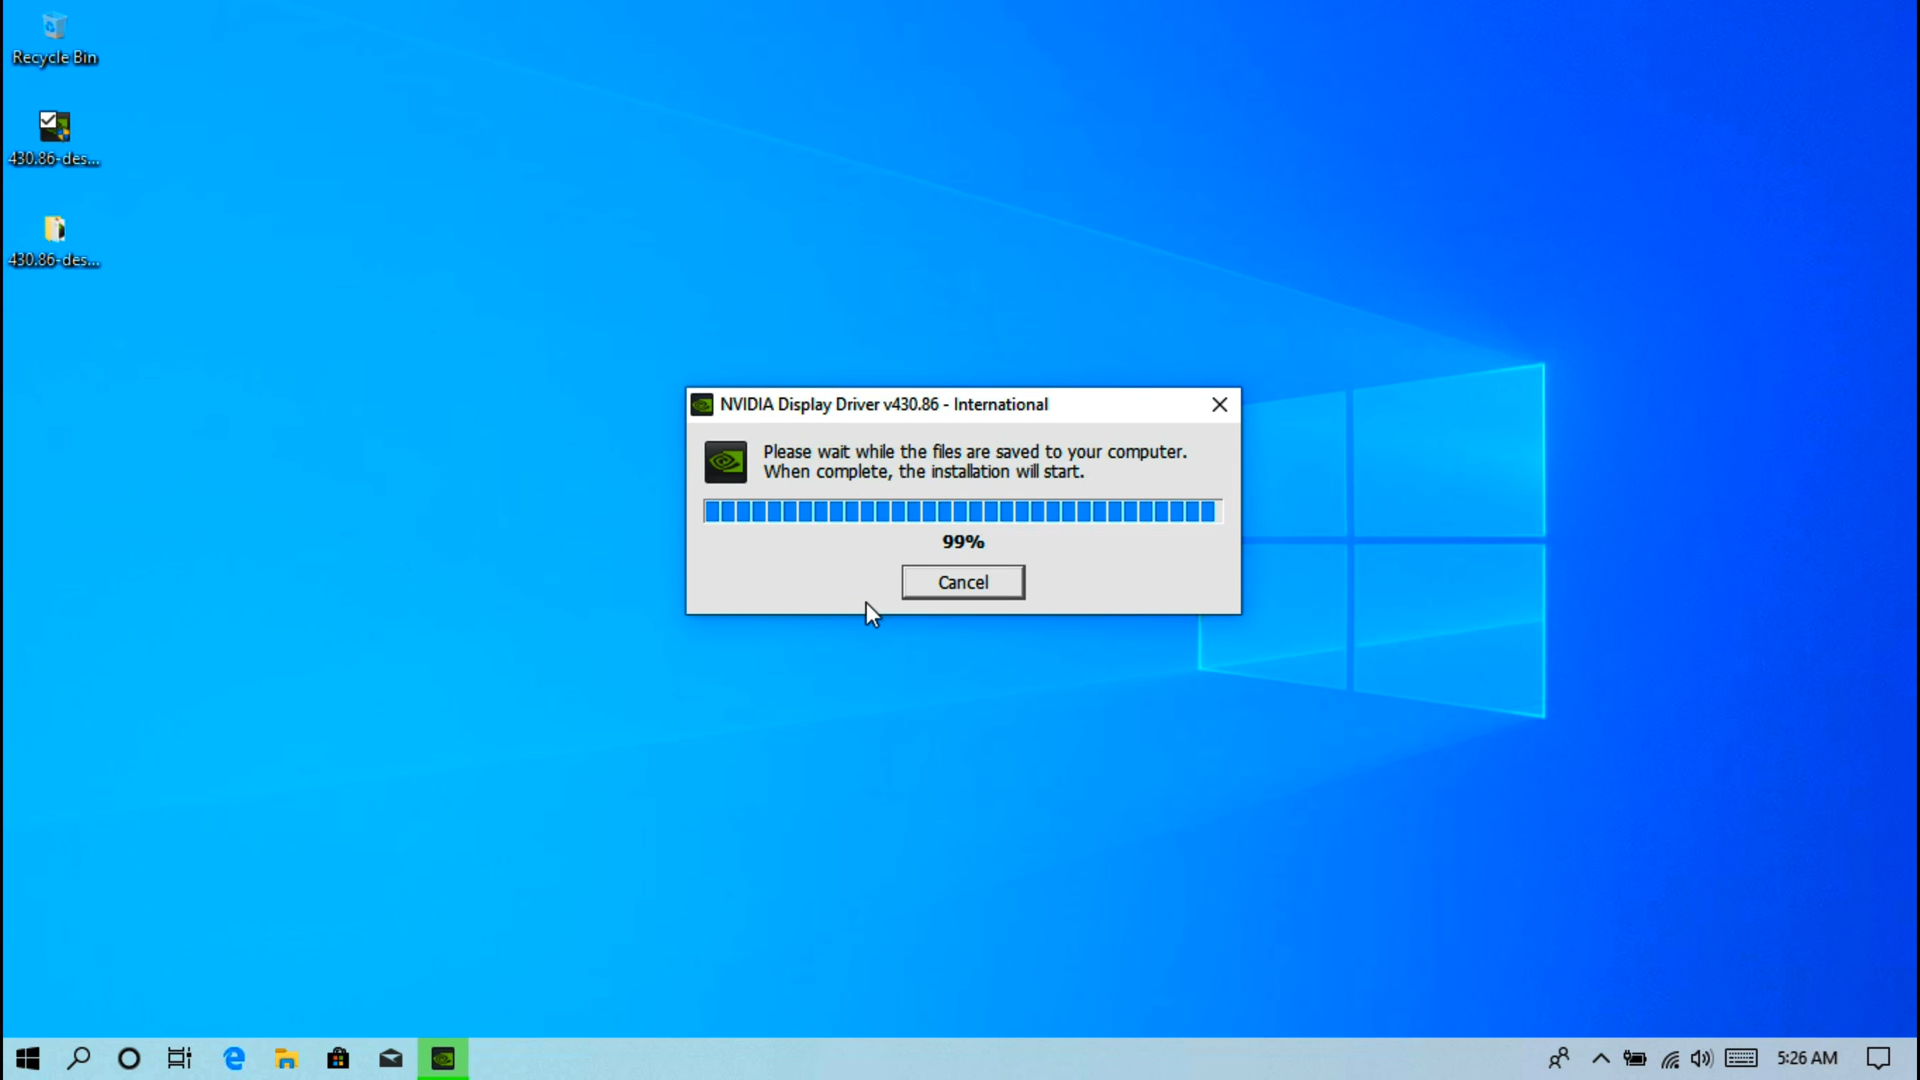 Recycle Bin
430.86-des...
430.86-des...
NVIDIA Display Driver v430.86 - International
Please wait while the files are saved to your computer.
When complete, the installation will start.
99%
Cancel
5:26 AM